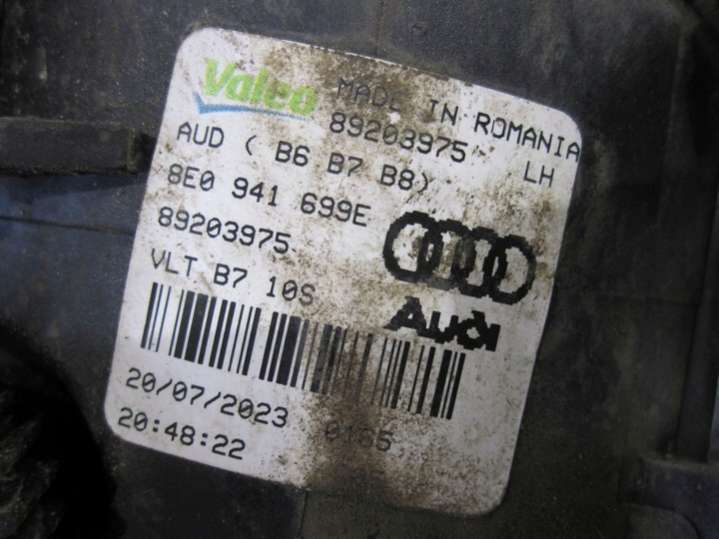 Valeo MADE IN ROMANIA
89203975 LH
AUD ( B6 B7 B8)
8E0 941 699E
89203975
VLT B7 10S
Audi
20/07/2023 0165
20:48:22